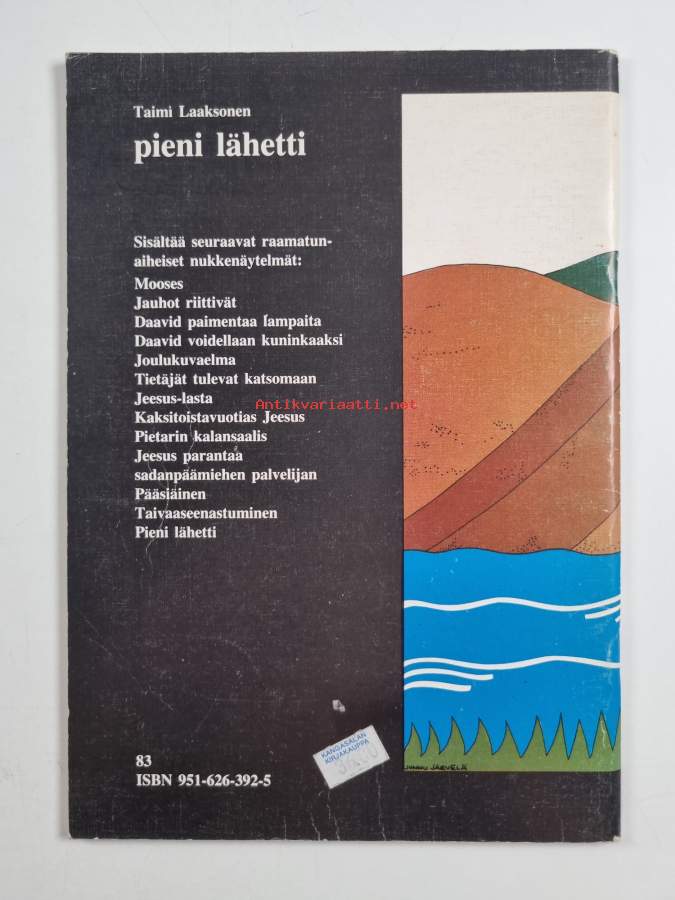 Taimi Laaksonen
pieni lähetti
Sisältää seuraavat raamatun-
aiheiset nukkenäytelmät:
Mooses
Jauhot riittivät
Daavid paimentaa lampaita
Daavid voidellaan kuninkaaksi
Joulukuvaelma
Tietäjät tulevat katsomaan
Jeesus-lasta
Antikvariaatti.net
Kaksitoistavuotias Jeesus
Pietarin kalansaalis
Jeesus parantaa
sadanpäämiehen palvelijan
Pääsiäinen
Taivaaseenastuminen
Pieni lähetti
KANGASALAN
KIRJAKAUPPA
83
ISBN 951-626-392-5
JÄRVELÄ